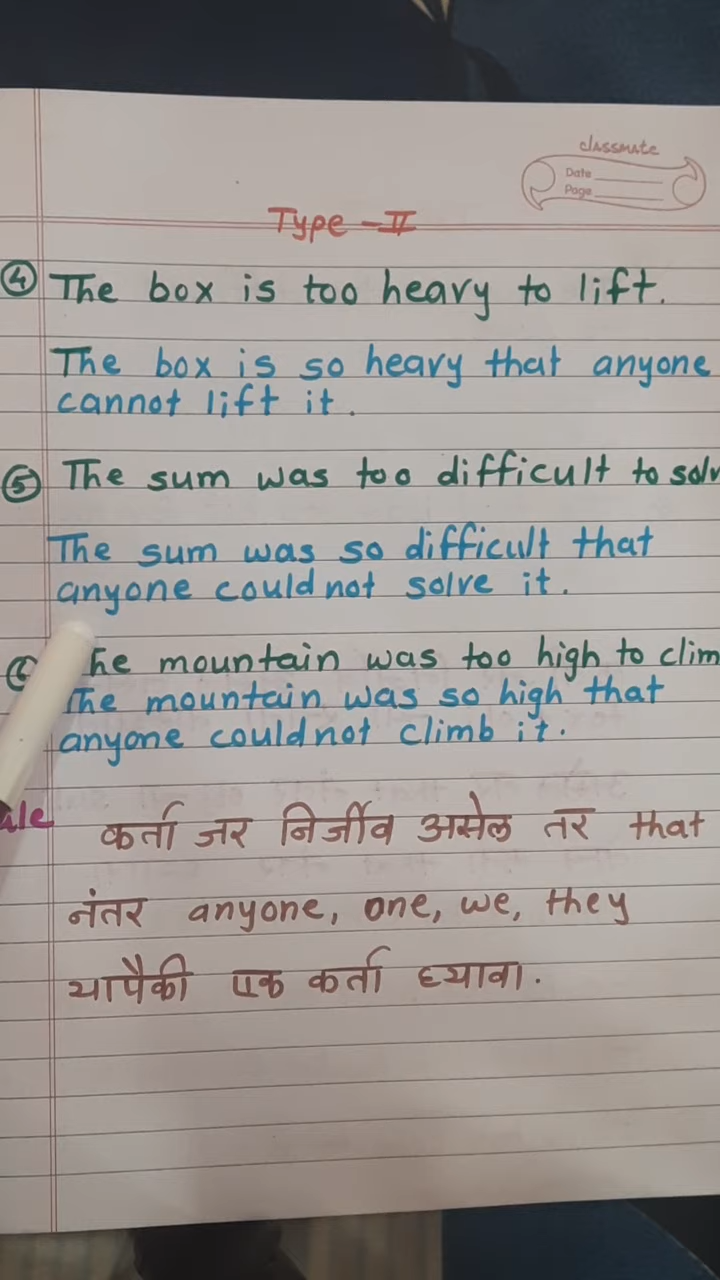 classmate
Date
Page
Type - II
④ The box is too heavy to lift.
The box is so heavy that anyone
cannot lift it.
⑤ The sum was too difficult to
The sum was so difficult that
anyone could not solve it.
mountain was too high to
The mountain was so high that
anyone could not climb it.
कर्ता जर निर्जीव असेल तर that
नंतर anyone, one, we, they
यापैकी एक कर्ता घ्यावा.